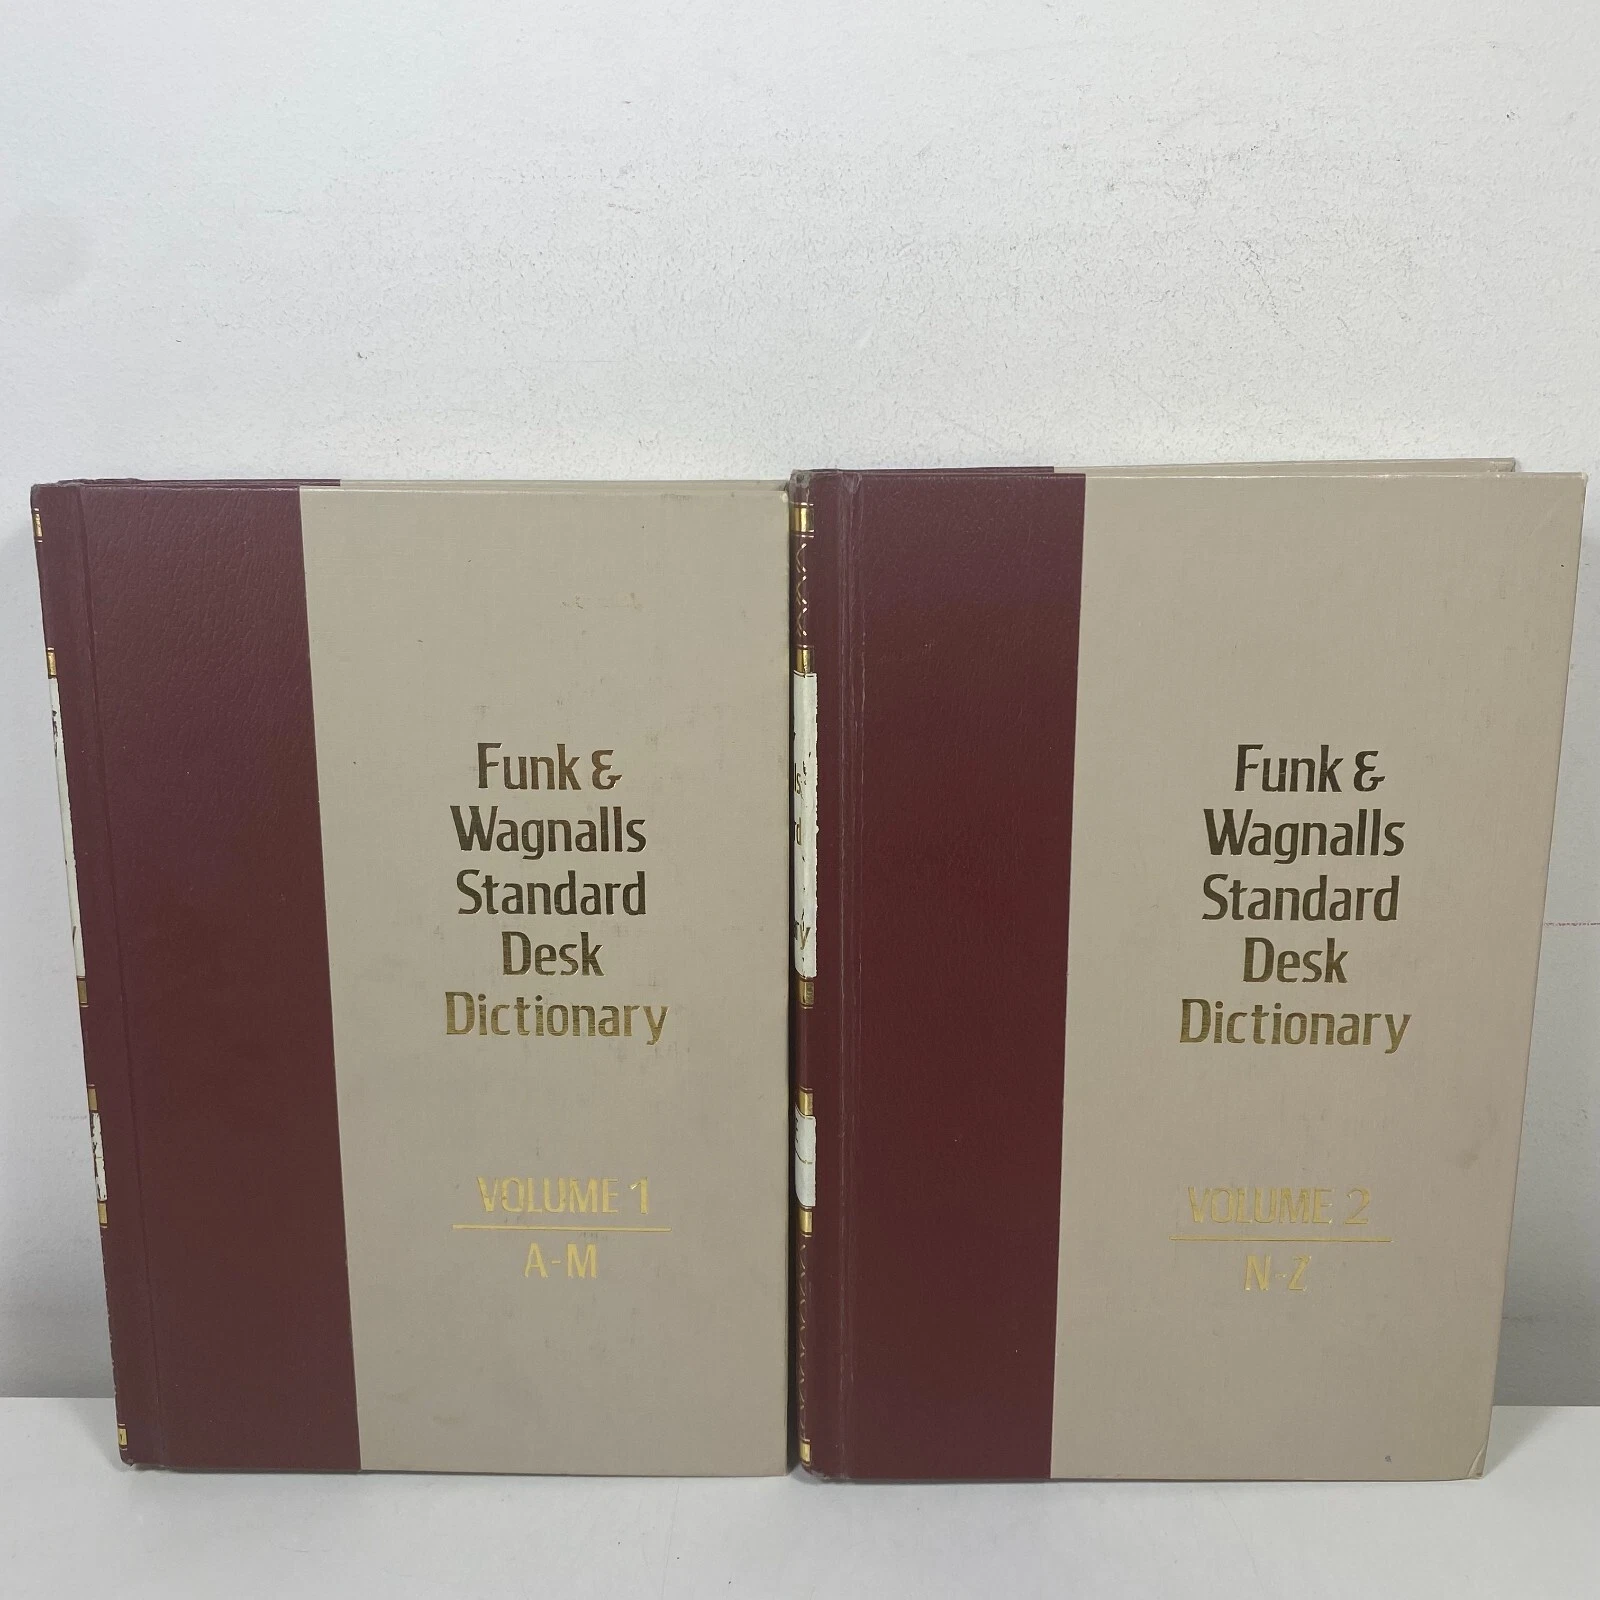 Funk &
Wagnalls
Standard
Desk
Dictionary
VOLUME 1
A-M
Funk &
Wagnalls
Standard
Desk
Dictionary
VOLUME 2
N-Z